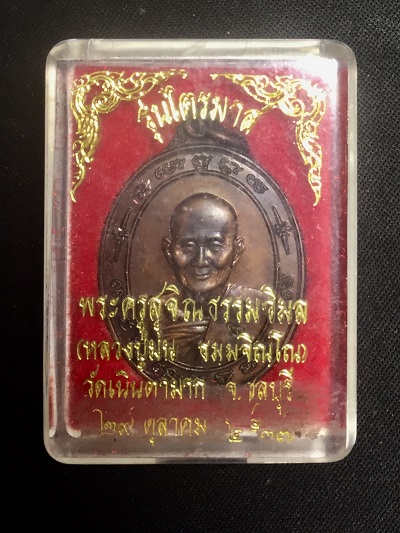 รุ่นไตรมาส
พระครูสุจิณธรรมวิมล
(หลวงปู่ม่น ธมมจิณโณ)
วัดเนินตามาก จ.ชลบุรี
๒๙ ตุลาคม ๒๕๓๗